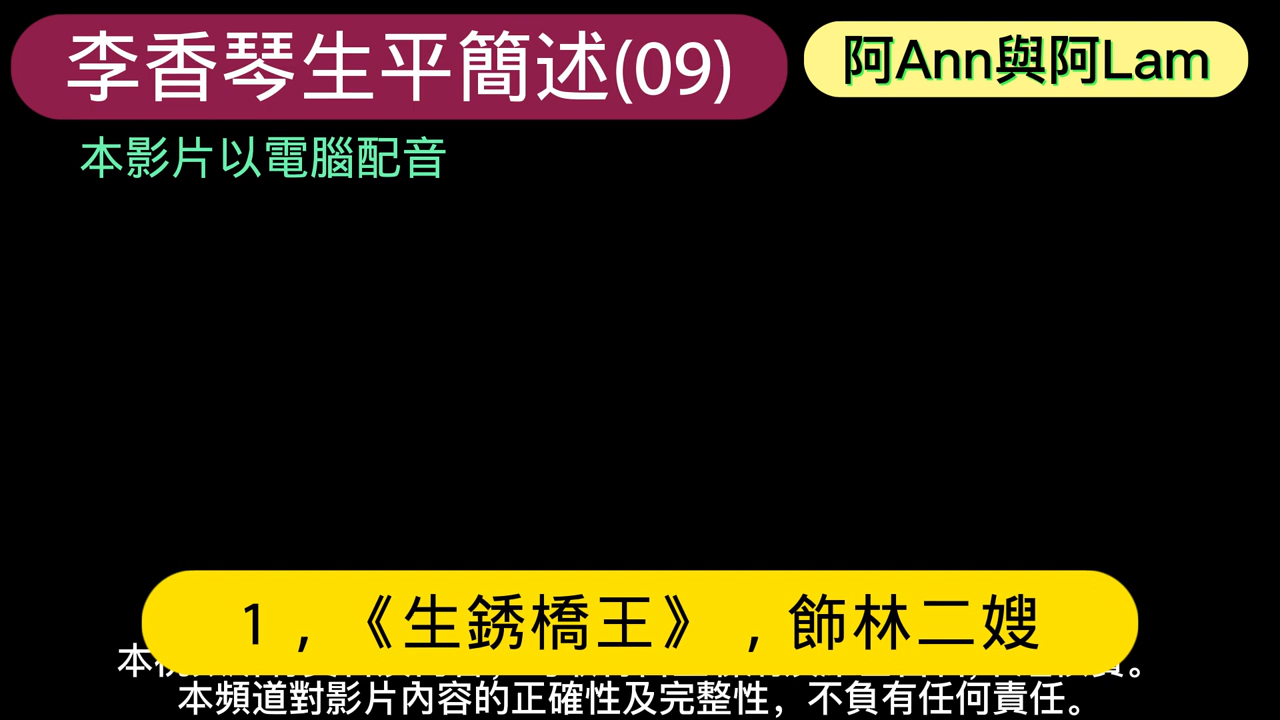 李香琴生平簡述(09)
阿Ann與阿Lam
本影片以電腦配音
1，《生銹橋王》，飾林二嫂
本頻道對影片內容的正確性及完整性，不負有任何責任。